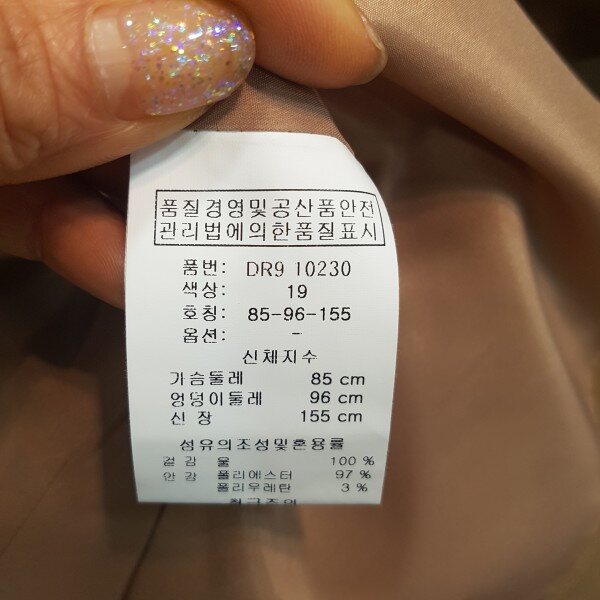 품질경영및공산품안전
관리법에의한품질표시
품번: DR9 10230
색상: 19
호칭: 85-96-155
옵션: -
신체지수
가슴둘레 85 cm
엉덩이둘레 96 cm
신 장 155 cm
섬유의조성및혼용률
겉감 울 100 %
안감 폴리에스터 97 %
폴리우레탄 3 %